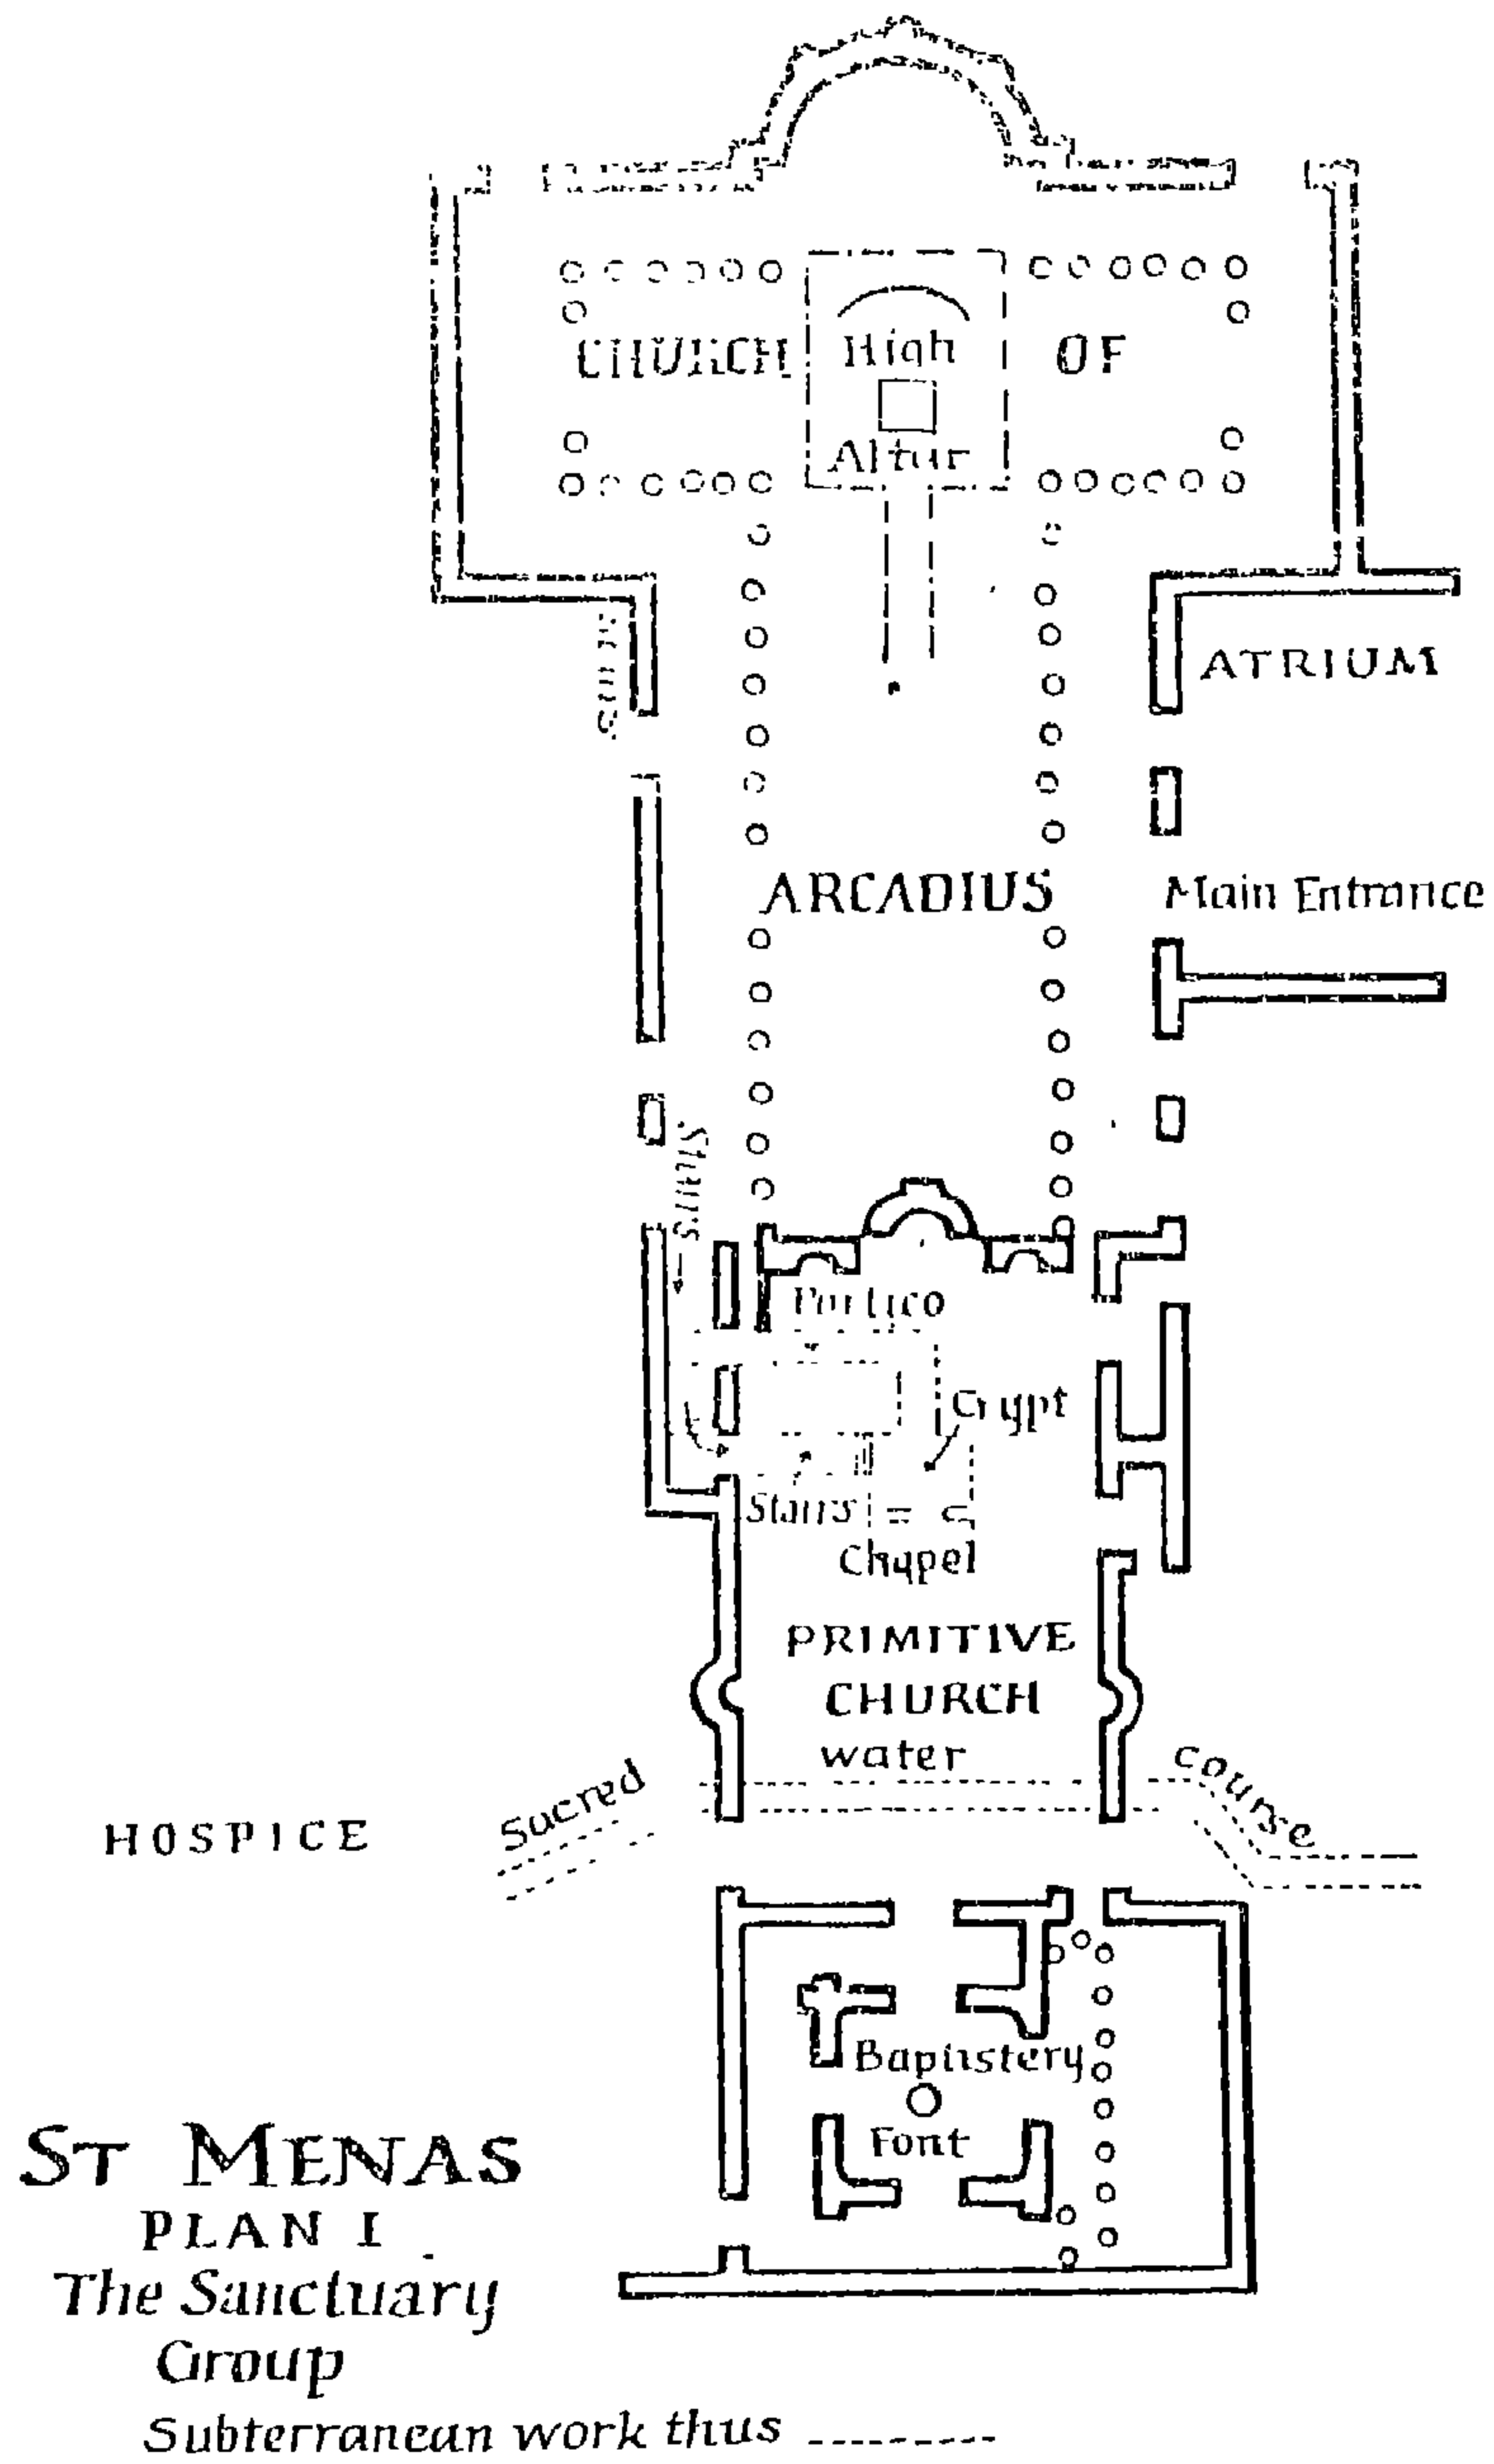 CHURCH OF
High
Altar
Stairs
ATRIUM
ARCADIUS
Main Entrance
Stairs
Portico
Crypt
Stairs
Chapel
PRIMITIVE
CHURCH
Sacred water course
HOSPICE
Baptistery
Font
ST MENAS
PLAN I
The Sanctuary
Group
Subterranean work thus